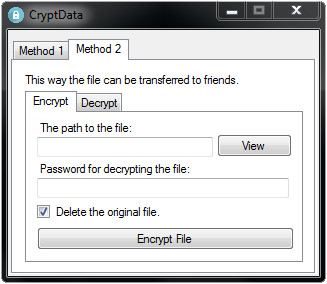 CryptData
Method 1 Method 2
This way the file can be transferred to friends.
Encrypt Decrypt
The path to the file:
View
Password for decrypting the file:
Delete the original file.
Encrypt File